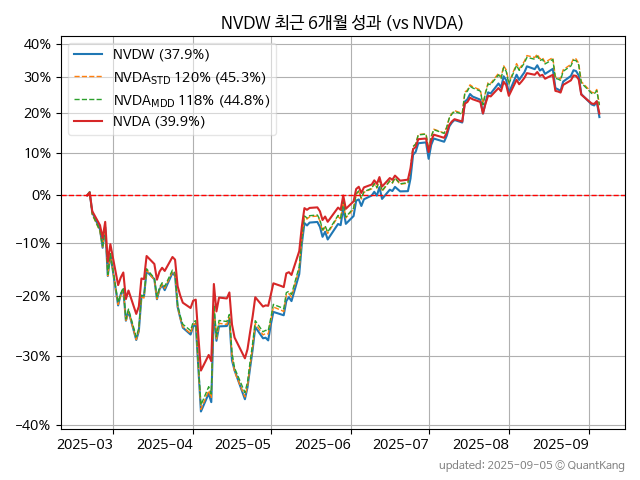 NVDW 최근 6개월 성과 (vs NVDA)
NVDW (37.9%)
NVDA_STD 120% (45.3%)
NVDA_MDD 118% (44.8%)
NVDA (39.9%)
40%
30%
20%
10%
0%
−10%
−20%
−30%
−40%
2025-03 2025-04 2025-05 2025-06 2025-07 2025-08 2025-09
updated: 2025-09-05 © QuantKang